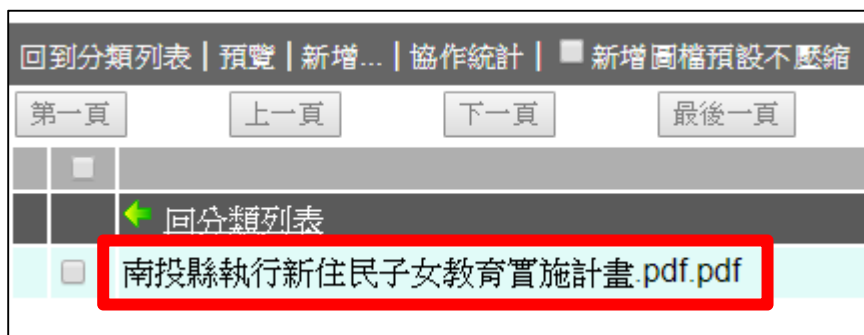 回到分類列表 | 預覽 | 新增... | 協作統計 | 新增圖檔預設不壓縮
第一頁 上一頁 下一頁 最後一頁
回分類列表
南投縣執行新住民子女教育實施計畫.pdf.pdf